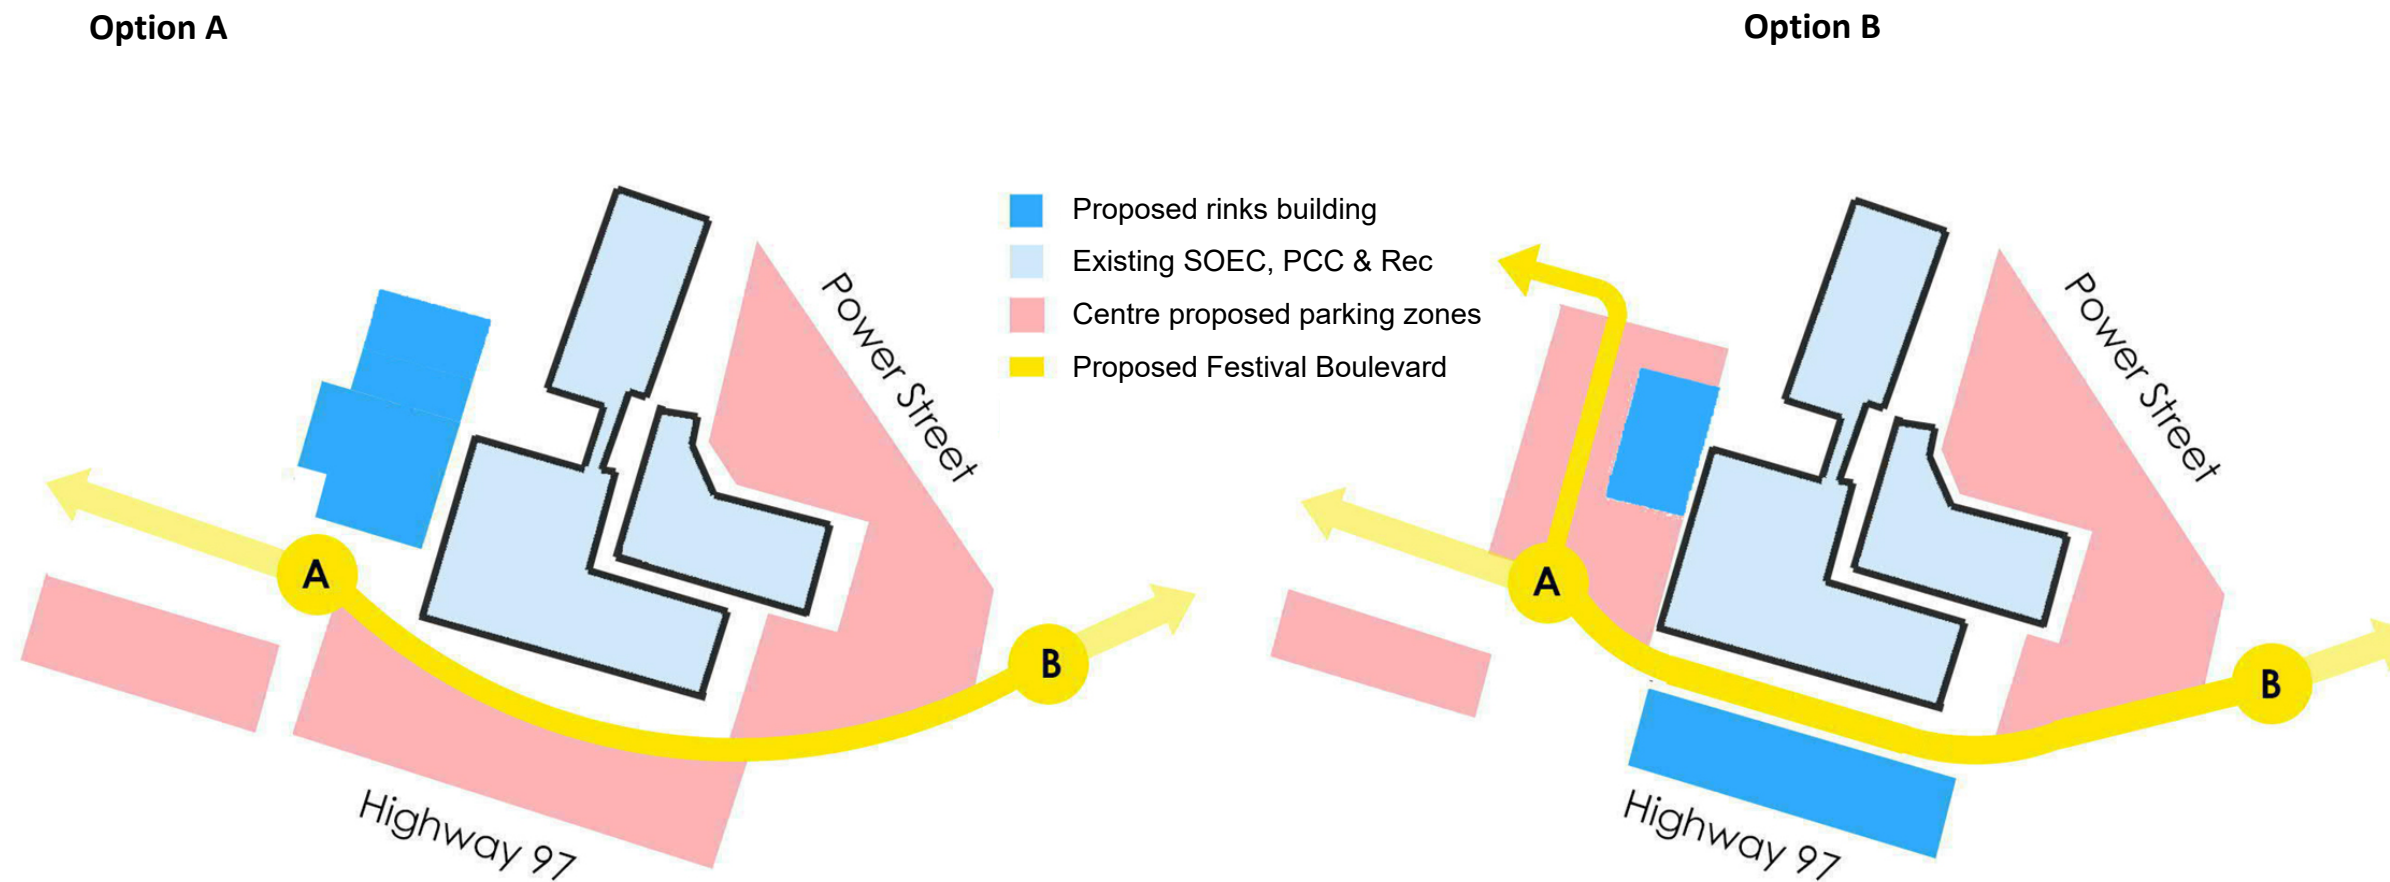 Option A
Option B
Proposed rinks building
Existing SOEC, PCC & Rec
Centre proposed parking zones
Proposed Festival Boulevard
Power Street
A
B
Highway 97
Power Street
A
B
Highway 97